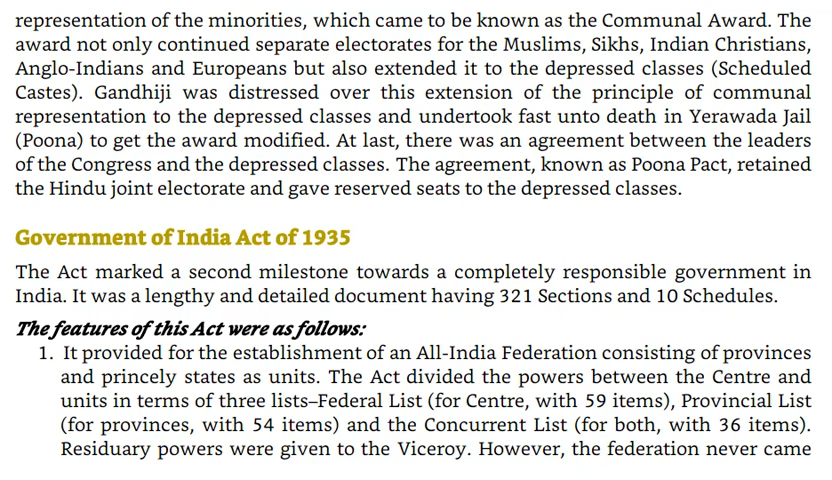 representation of the minorities, which came to be known as the Communal Award. The
award not only continued separate electorates for the Muslims, Sikhs, Indian Christians,
Anglo-Indians and Europeans but also extended it to the depressed classes (Scheduled
Castes). Gandhiji was distressed over this extension of the principle of communal
representation to the depressed classes and undertook fast unto death in Yerawada Jail
(Poona) to get the award modified. At last, there was an agreement between the leaders
of the Congress and the depressed classes. The agreement, known as Poona Pact, retained
the Hindu joint electorate and gave reserved seats to the depressed classes.
Government of India Act of 1935
The Act marked a second milestone towards a completely responsible government in
India. It was a lengthy and detailed document having 321 Sections and 10 Schedules.
The features of this Act were as follows:
1. It provided for the establishment of an All-India Federation consisting of provinces
and princely states as units. The Act divided the powers between the Centre and
units in terms of three lists–Federal List (for Centre, with 59 items), Provincial List
(for provinces, with 54 items) and the Concurrent List (for both, with 36 items).
Residuary powers were given to the Viceroy. However, the federation never came